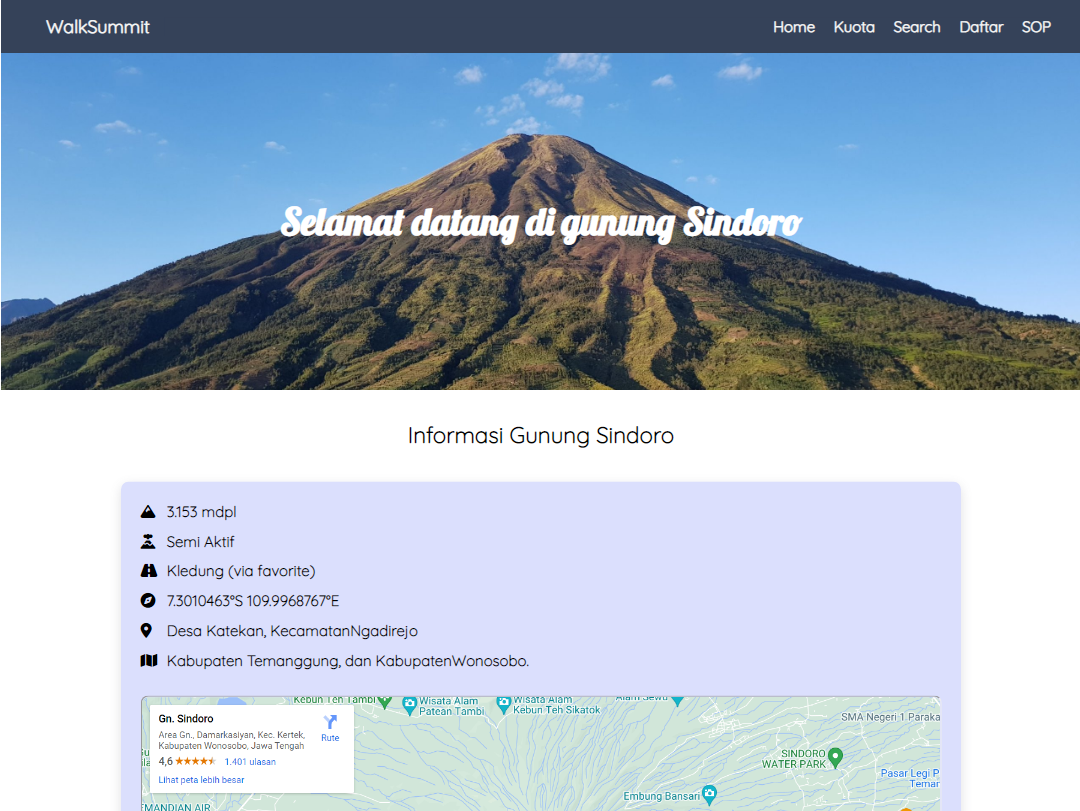 WalkSummit
Home Kuota Search Daftar SOP
Selamat datang di gunung Sindoro
Informasi Gunung Sindoro
3.153 mdpl
Semi Aktif
Kledung (via favorite)
7.3010463°S 109.9968767°E
Desa Katekan, KecamatanNgadirejo
Kabupaten Temanggung, dan KabupatenWonosobo.
Kebun Teh Tambi
Wisata Alam
Patean Tambi
Wisata Alam
Kebun Teh Sikatok
Alam Sewu
Gn. Sindoro
Rute
Area Gn., Damarkasiyan, Kec. Kertek,
Kabupaten Wonosobo, Jawa Tengah
4,6 1.401 ulasan
Lihat peta lebih besar
SMA Negeri 1 Paraka
SINDORO
WATER PARK
Pasar Legi P
Temar
Embung Bansari
EMANDIAN AIR